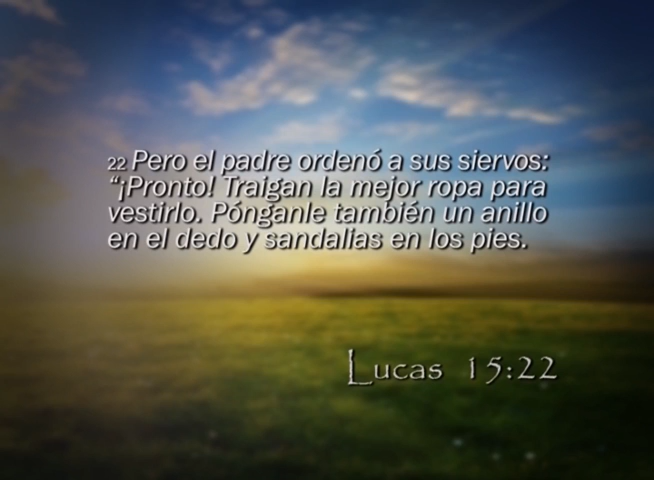 22 Pero el padre ordenó a sus siervos:
“¡Pronto! Traigan la mejor ropa para
vestirlo. Pónganle también un anillo
en el dedo y sandalias en los pies.
Lucas 15:22